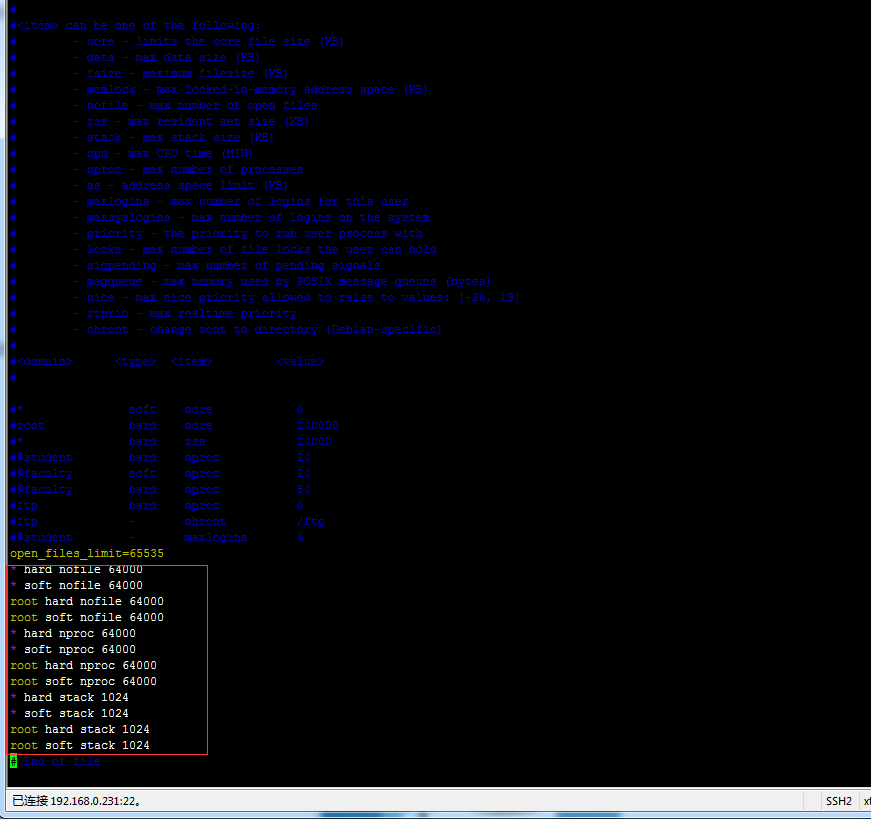 #
#<item> can be one of the following:
#        - core - limits the core file size (KB)
#        - data - max data size (KB)
#        - fsize - maximum filesize (KB)
#        - memlock - max locked-in-memory address space (KB)
#        - nofile - max number of open files
#        - rss - max resident set size (KB)
#        - stack - max stack size (KB)
#        - cpu - max CPU time (MIN)
#        - nproc - max number of processes
#        - as - address space limit (KB)
#        - maxlogins - max number of logins for this user
#        - maxsyslogins - max number of logins on the system
#        - priority - the priority to run user process with
#        - locks - max number of file locks the user can hold
#        - sigpending - max number of pending signals
#        - msgqueue - max memory used by POSIX message queues (bytes)
#        - nice - max nice priority allowed to raise to values: [-20, 19]
#        - rtprio - max realtime priority
#        - chroot - change root to directory (Debian-specific)
#
#<domain>      <type>  <item>         <value>
#
#*               soft    core            0
#root            hard    core            100000
#*               hard    rss             10000
#@student        hard    nproc           20
#@faculty        soft    nproc           20
#@faculty        hard    nproc           50
#ftp             hard    nproc           0
#ftp             -       chroot          /ftp
#@student        -       maxlogins       4
open_files_limit=65535
* hard nofile 64000
* soft nofile 64000
root hard nofile 64000
root soft nofile 64000
* hard nproc 64000
* soft nproc 64000
root hard nproc 64000
root soft nproc 64000
* hard stack 1024
* soft stack 1024
root hard stack 1024
root soft stack 1024
# End of file
已连接 192.168.0.231:22。 SSH2 xt